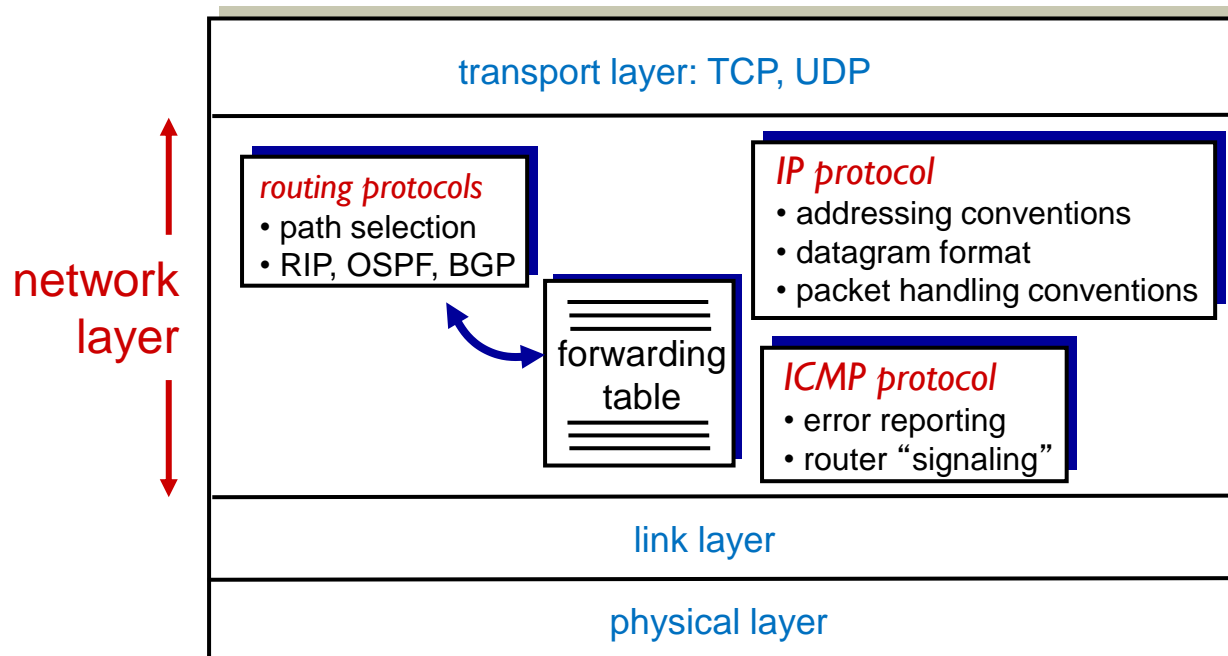 transport layer: TCP, UDP
network
layer
routing protocols
• path selection
• RIP, OSPF, BGP
forwarding
table
IP protocol
• addressing conventions
• datagram format
• packet handling conventions
ICMP protocol
• error reporting
• router “signaling”
link layer
physical layer